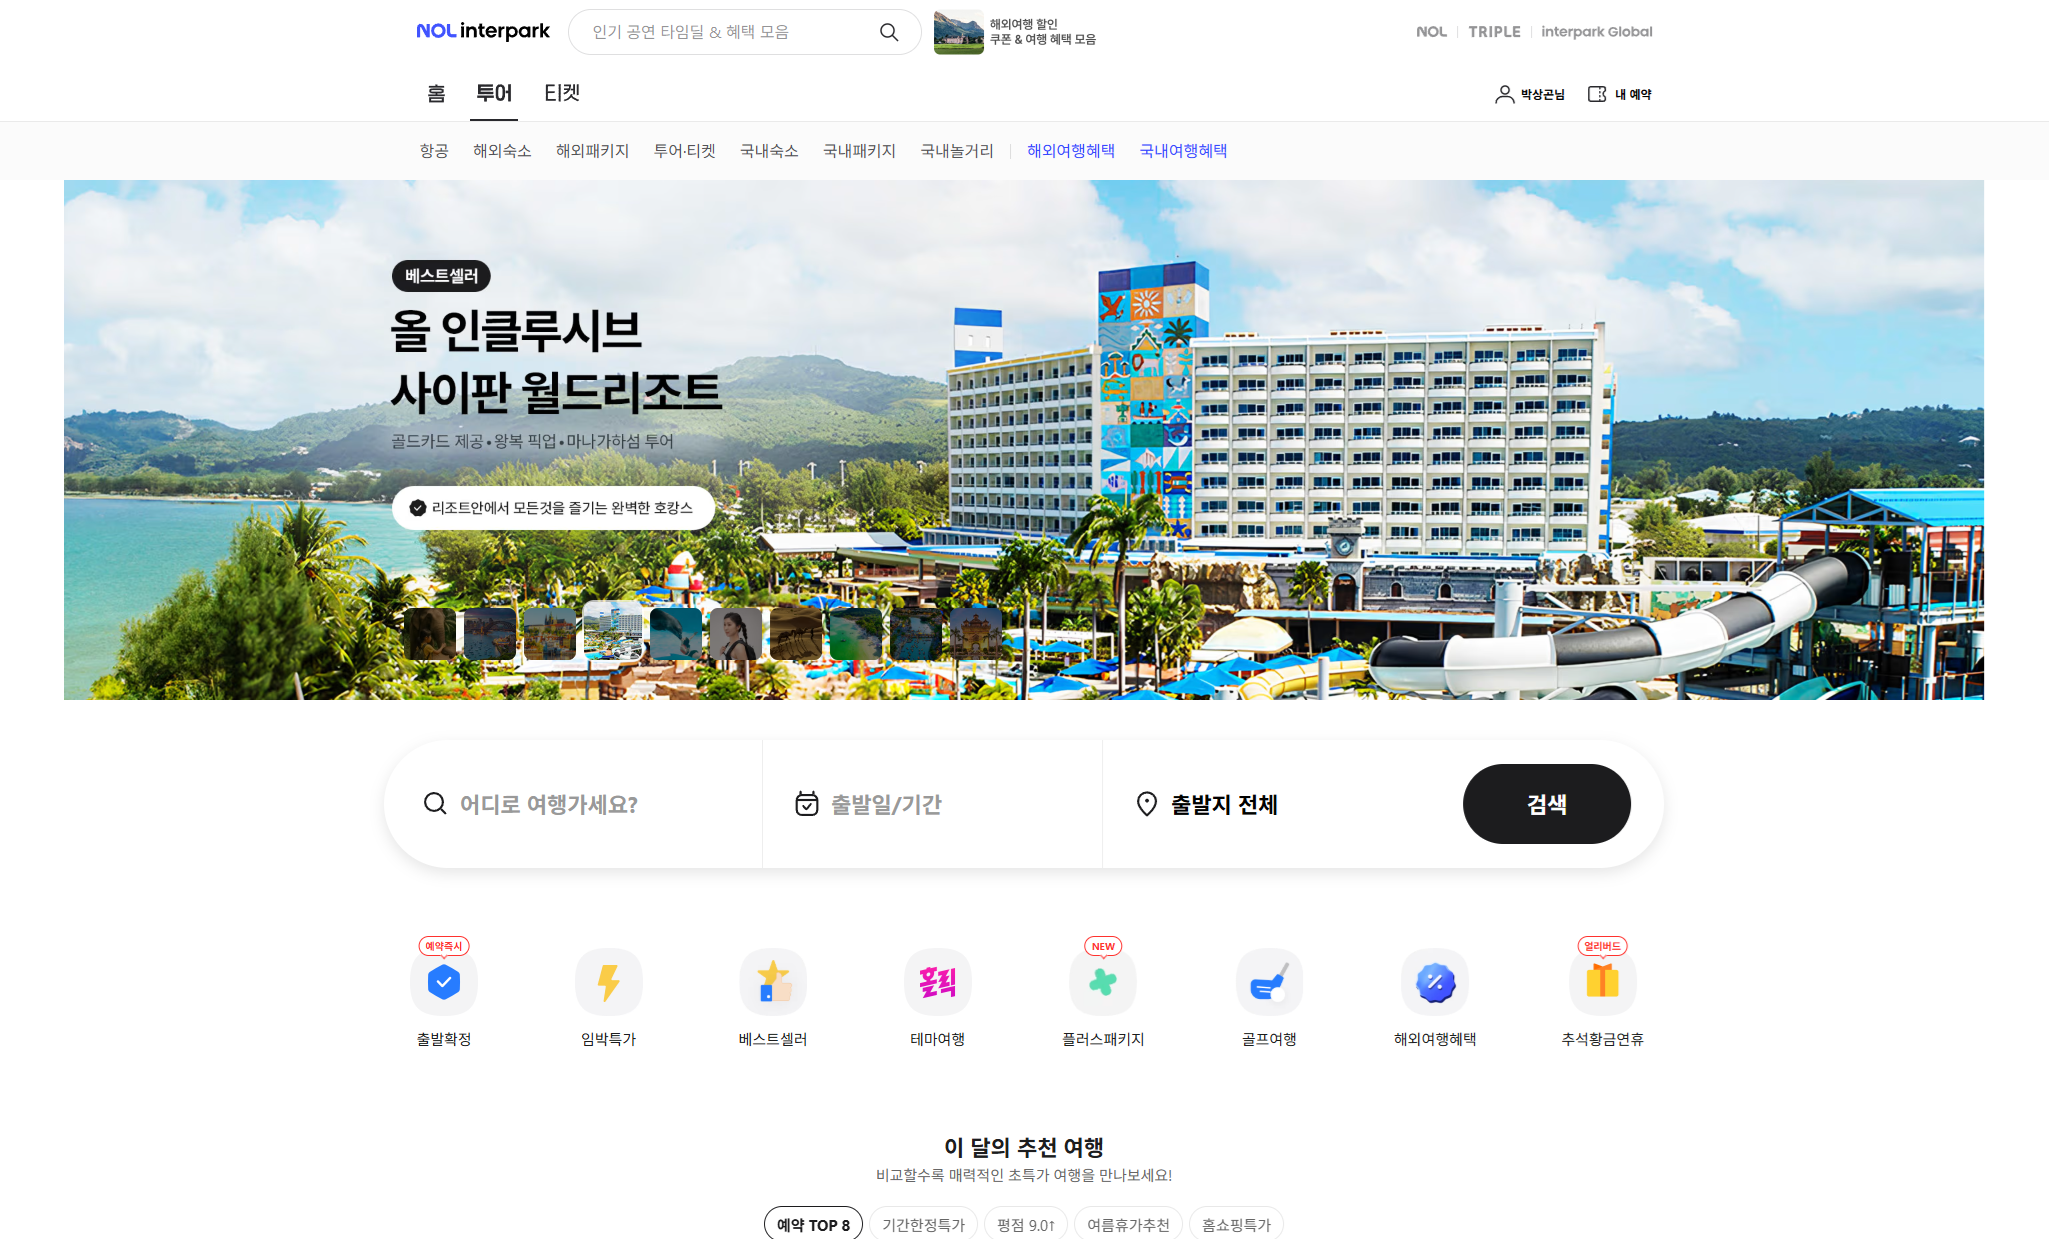 NOL interpark
인기 공연 타임딜 & 혜택 모음
해외여행 할인
쿠폰 & 여행 혜택 모음
NOL
TRIPLE
interpark Global
홈
투어
티켓
박상곤님
내 예약
항공
해외숙소
해외패키지
투어·티켓
국내숙소
국내패키지
국내놀거리
해외여행혜택
국내여행혜택
베스트셀러
올 인클루시브
사이판 월드리조트
골드카드 제공•왕복 픽업•마나가하섬 투어
리조트안에서 모든것을 즐기는 완벽한 호캉스
어디로 여행가세요?
출발일/기간
출발지 전체
검색
예약즉시
출발확정
임박특가
베스트셀러
홀릭
테마여행
NEW
플러스패키지
골프여행
해외여행혜택
얼리버드
추석황금연휴
이 달의 추천 여행
비교할수록 매력적인 초특가 여행을 만나보세요!
예약 TOP 8
기간한정특가
평점 9.0↑
여름휴가추천
홈쇼핑특가